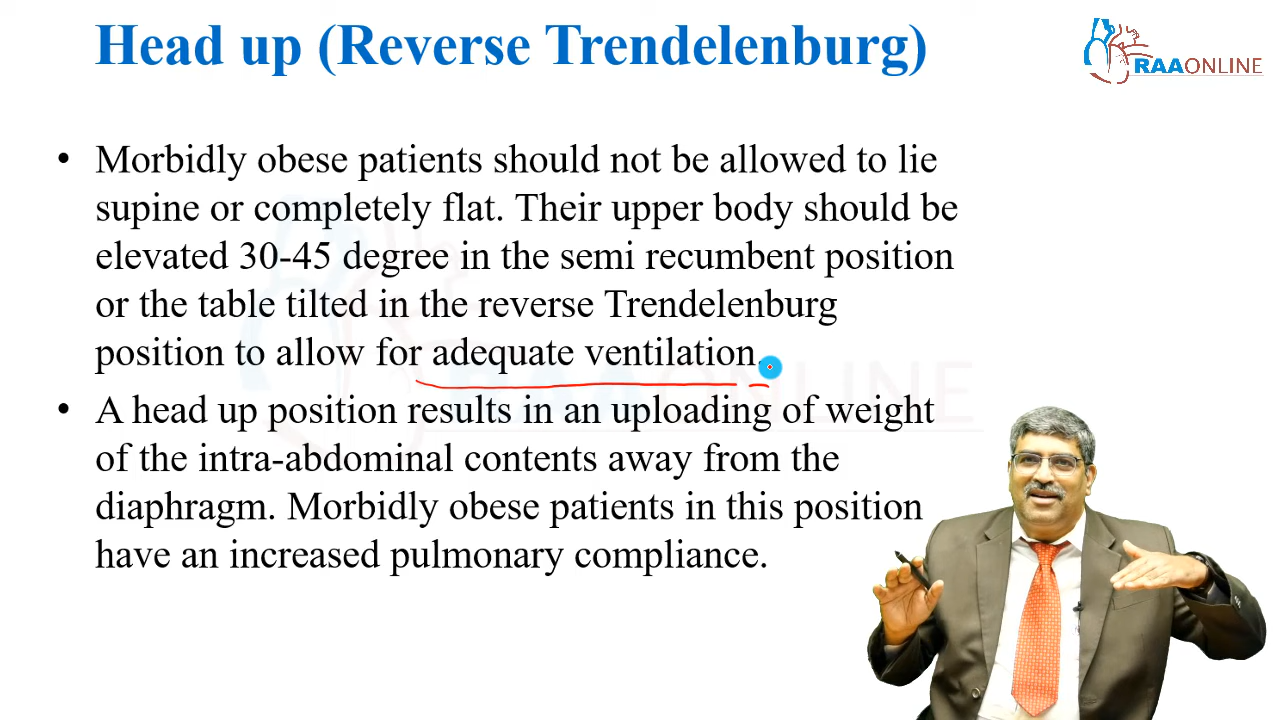 Head up (Reverse Trendelenburg)
RAAONLINE
• Morbidly obese patients should not be allowed to lie
supine or completely flat. Their upper body should be
elevated 30-45 degree in the semi recumbent position
or the table tilted in the reverse Trendelenburg
position to allow for adequate ventilation.
• A head up position results in an uploading of weight
of the intra-abdominal contents away from the
diaphragm. Morbidly obese patients in this position
have an increased pulmonary compliance.